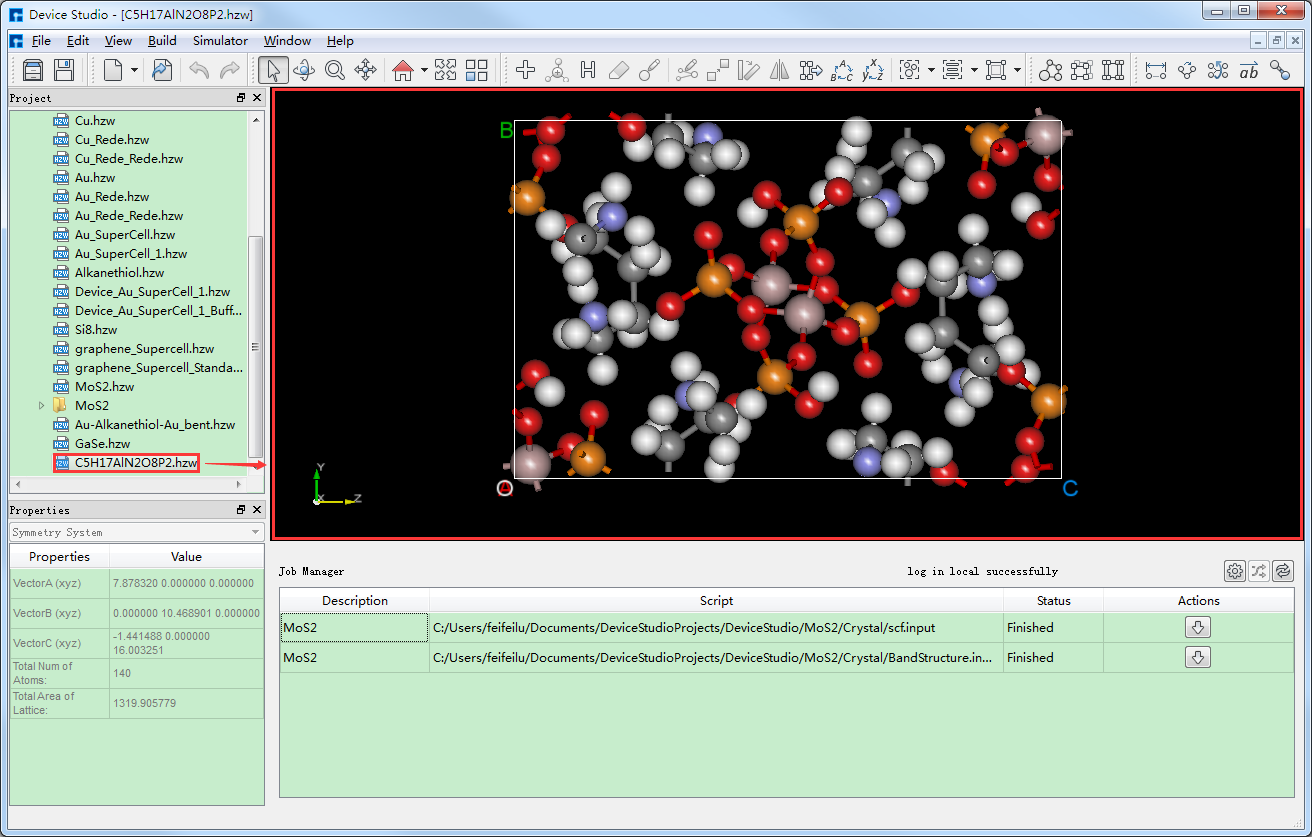 Device Studio - [C5H17AlN2O8P2.hzw]
File Edit View Build Simulator Window Help
Project
Cu.hzw
Cu_Rede.hzw
Cu_Rede_Rede.hzw
Au.hzw
Au_Rede.hzw
Au_Rede_Rede.hzw
Au_SuperCell.hzw
Au_SuperCell_1.hzw
Alkanethiol.hzw
Device_Au_SuperCell_1.hzw
Device_Au_SuperCell_1_Buff...
Si8.hzw
graphene_Supercell.hzw
graphene_Supercell_Standa...
MoS2.hzw
MoS2
Au-Alkanethiol-Au_bent.hzw
GaSe.hzw
C5H17AlN2O8P2.hzw
B
O
C
Y
X
Z
Properties
Symmetry System
Properties Value
VectorA (xyz) 7.878320 0.000000 0.000000
VectorB (xyz) 0.000000 10.468901 0.000000
VectorC (xyz) -1.441488 0.000000
16.003251
Total Num of
Atoms: 140
Total Area of
Lattice: 1319.905779
Job Manager log in local successfully
Description Script Status Actions
MoS2 C:/Users/feifeilu/Documents/DeviceStudioProjects/DeviceStudio/MoS2/Crystal/scf.input Finished
MoS2 C:/Users/feifeilu/Documents/DeviceStudioProjects/DeviceStudio/MoS2/Crystal/BandStructure.in... Finished